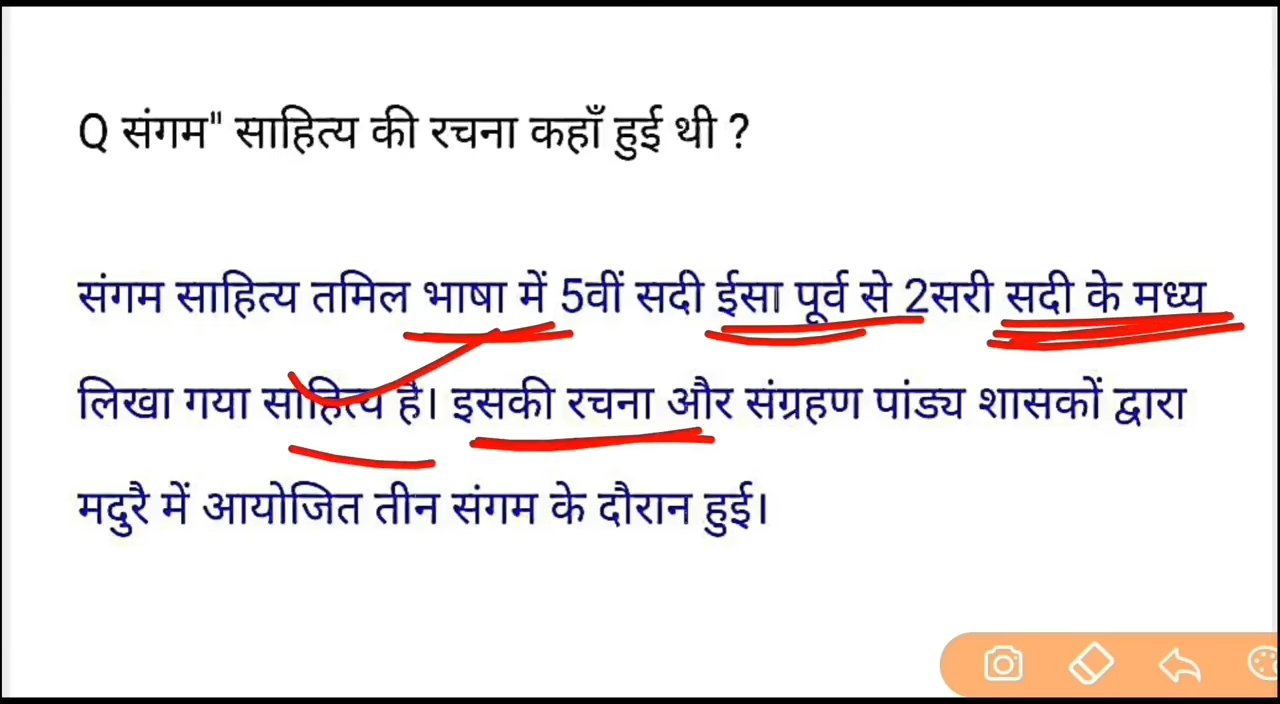 Q संगम" साहित्य की रचना कहाँ हुई थी ?
संगम साहित्य तमिल भाषा में 5वीं सदी ईसा पूर्व से 2सरी सदी के मध्य
लिखा गया साहित्य है। इसकी रचना और संग्रहण पांड्य शासकों द्वारा
मदुरै में आयोजित तीन संगम के दौरान हुई।